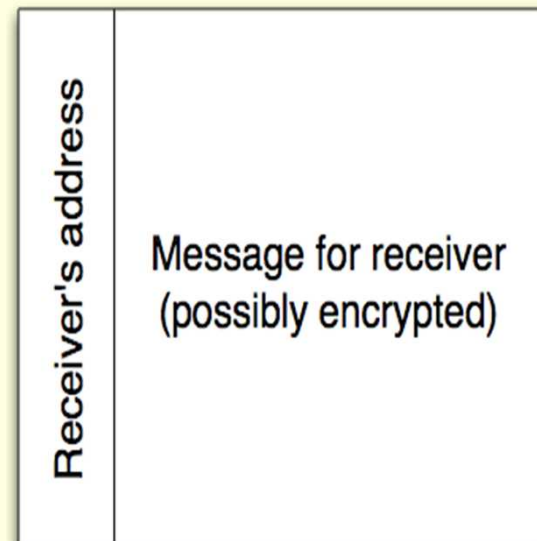 Receiver's address
Message for receiver
(possibly encrypted)